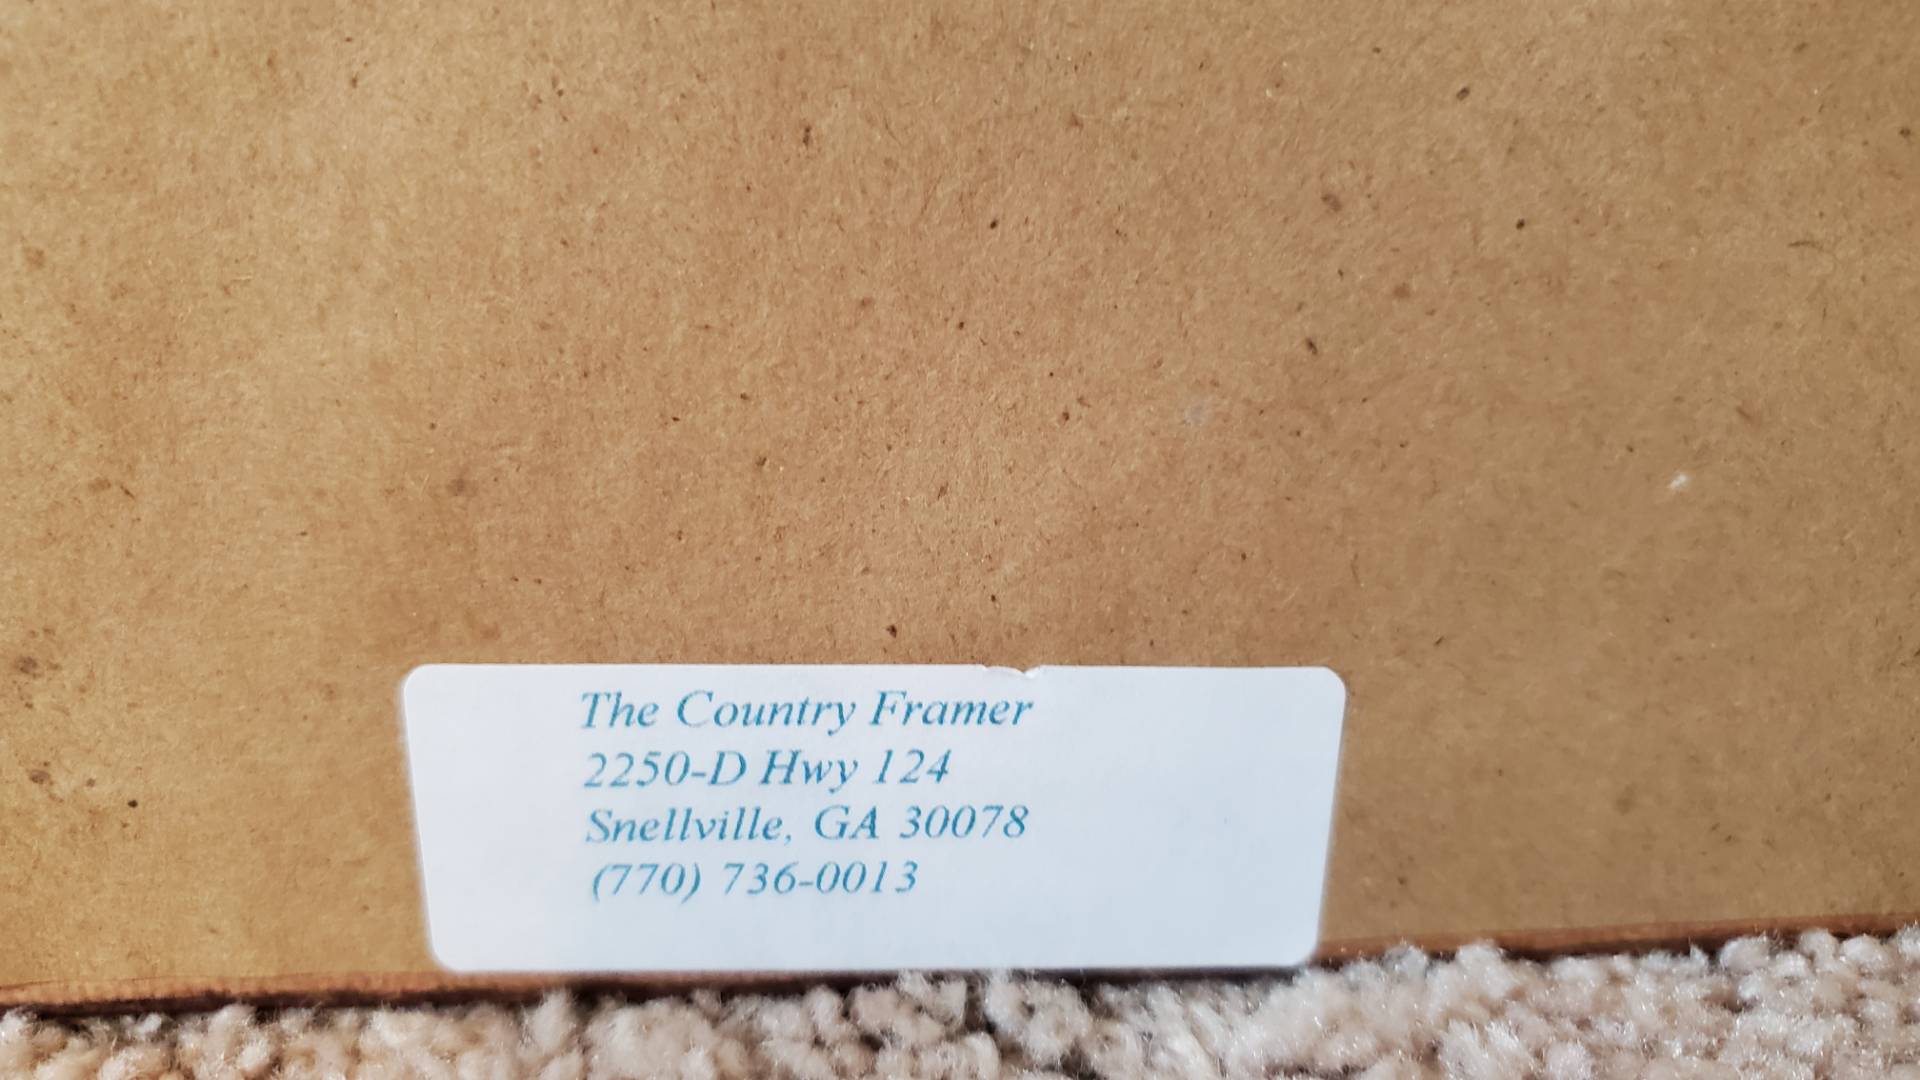 The Country Framer
2250-D Hwy 124
Snellville, GA 30078
(770) 736-0013